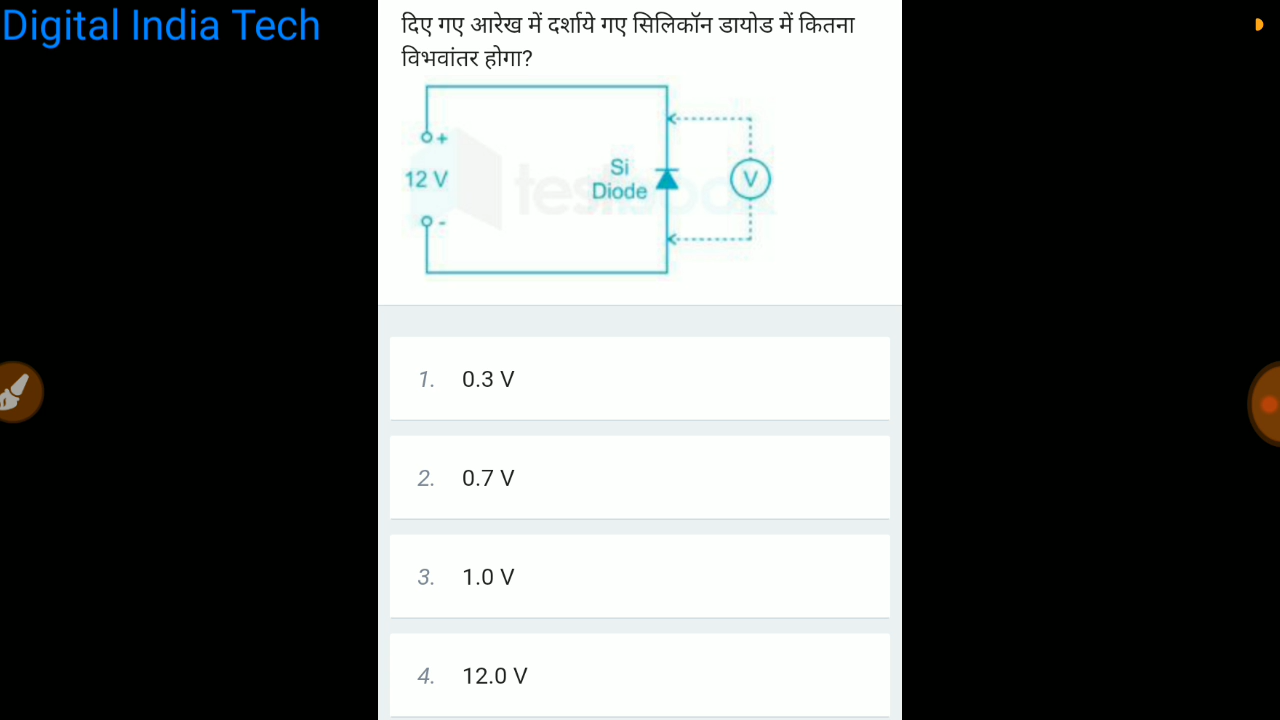 Digital India Tech
दिए गए आरेख में दर्शाये गए सिलिकॉन डायोड में कितना
विभवांतर होगा?
+
12 V
-
Si
Diode
V
testbook
1. 0.3 V
2. 0.7 V
3. 1.0 V
4. 12.0 V